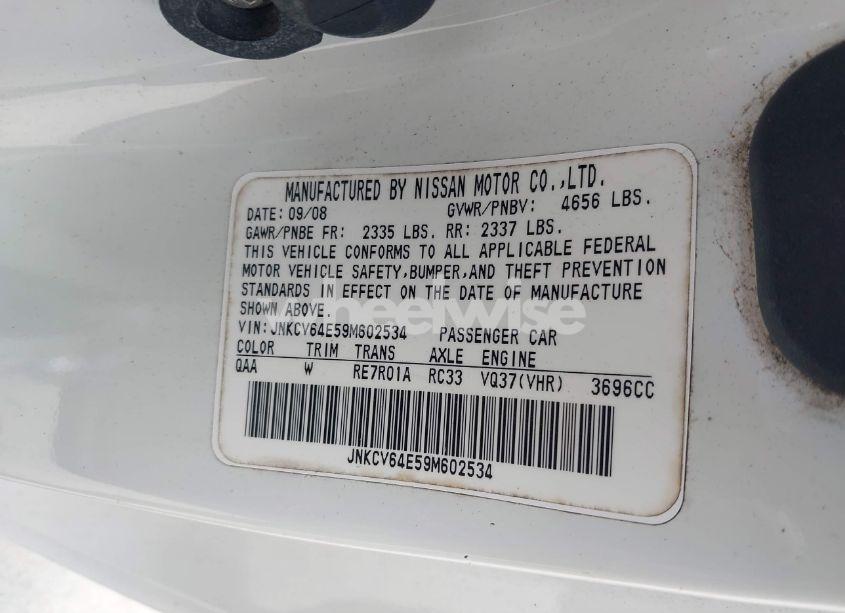 MANUFACTURED BY NISSAN MOTOR CO.,LTD.
DATE: 09/08 GVWR/PNBV: 4656 LBS.
GAWR/PNBE FR: 2335 LBS. RR: 2337 LBS.
THIS VEHICLE CONFORMS TO ALL APPLICABLE FEDERAL
MOTOR VEHICLE SAFETY,BUMPER,AND THEFT PREVENTION
STANDARDS IN EFFECT ON THE DATE OF MANUFACTURE
SHOWN ABOVE.
VIN:JNKCV64E59M602534 PASSENGER CAR
COLOR TRIM TRANS AXLE ENGINE
QAA W RE7R01A RC33 VQ37(VHR) 3696CC
JNKCV64E59M602534